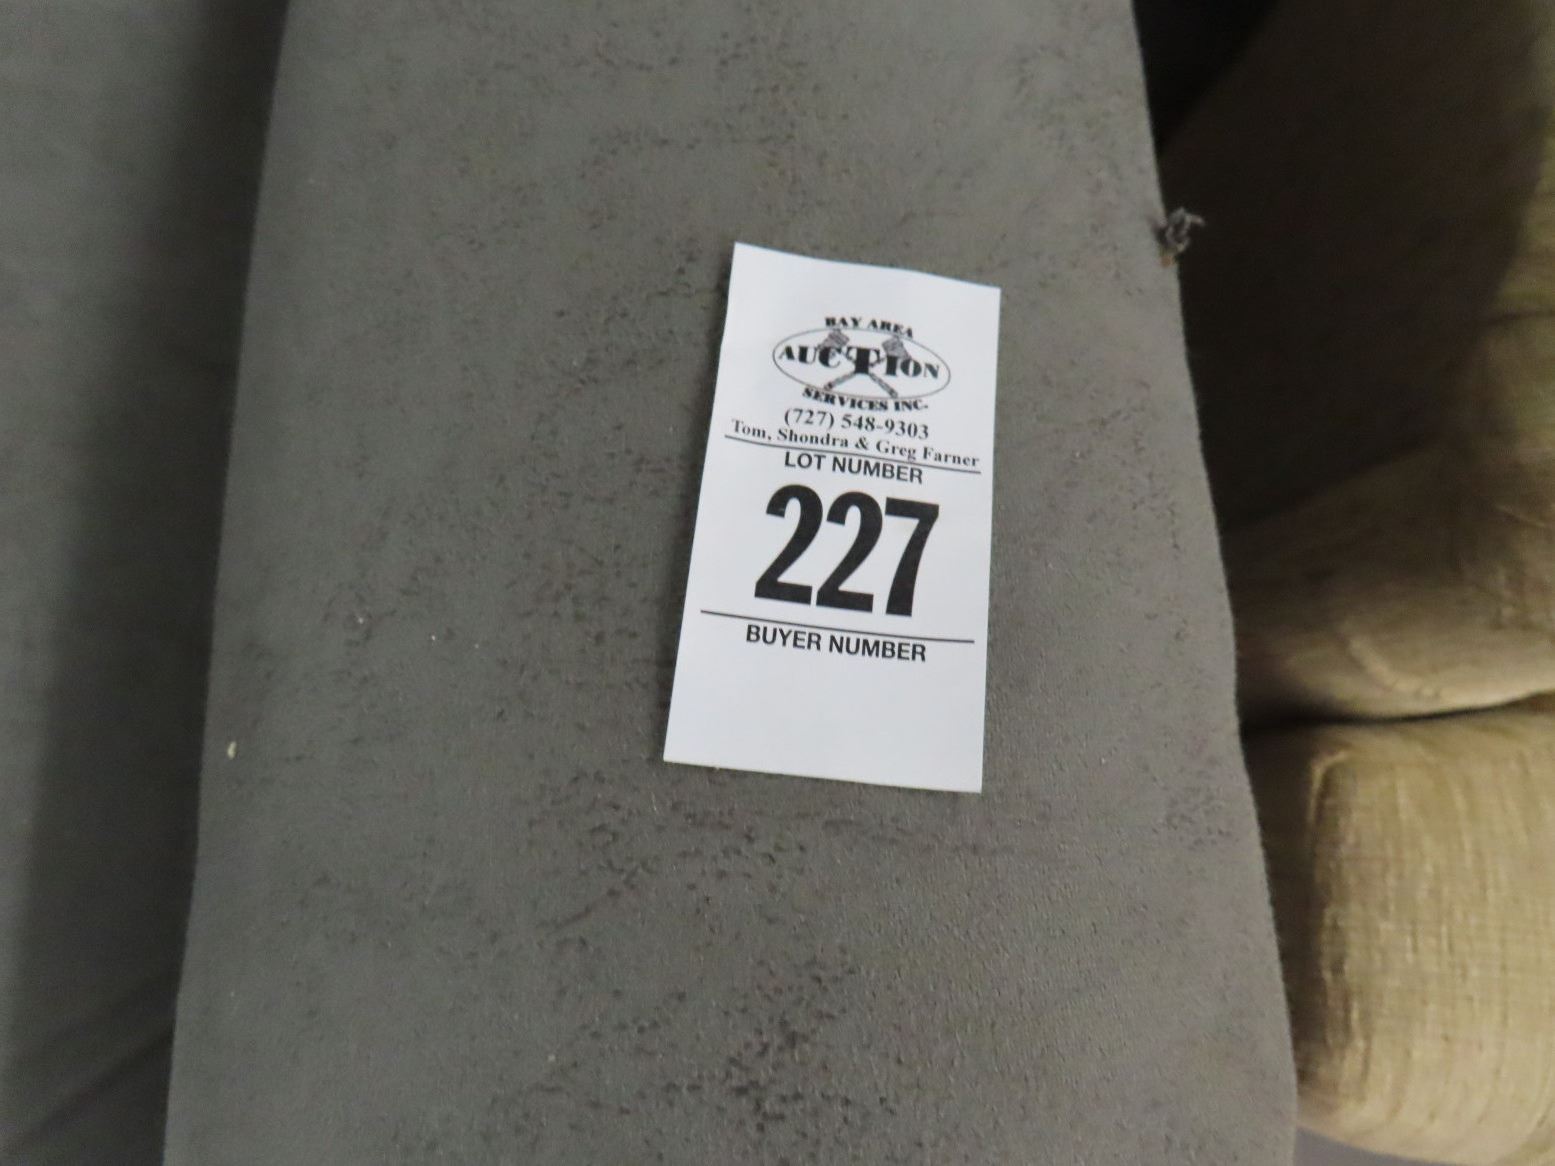 BAY AREA
AUCTION
SERVICES INC.
(727) 548-9303
Tom, Shondra & Greg Farner
LOT NUMBER
227
BUYER NUMBER